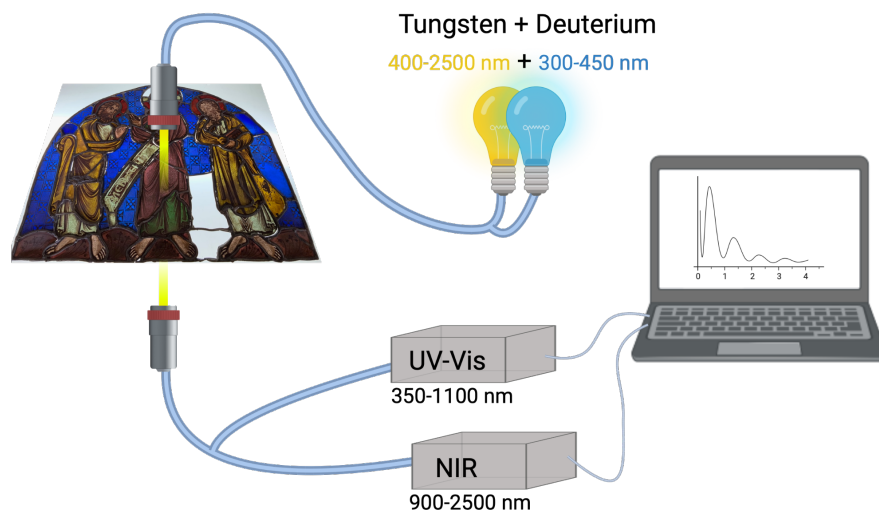 Tungsten + Deuterium
400-2500 nm + 300-450 nm
0 1 2 3 4
UV-Vis
350-1100 nm
NIR
900-2500 nm